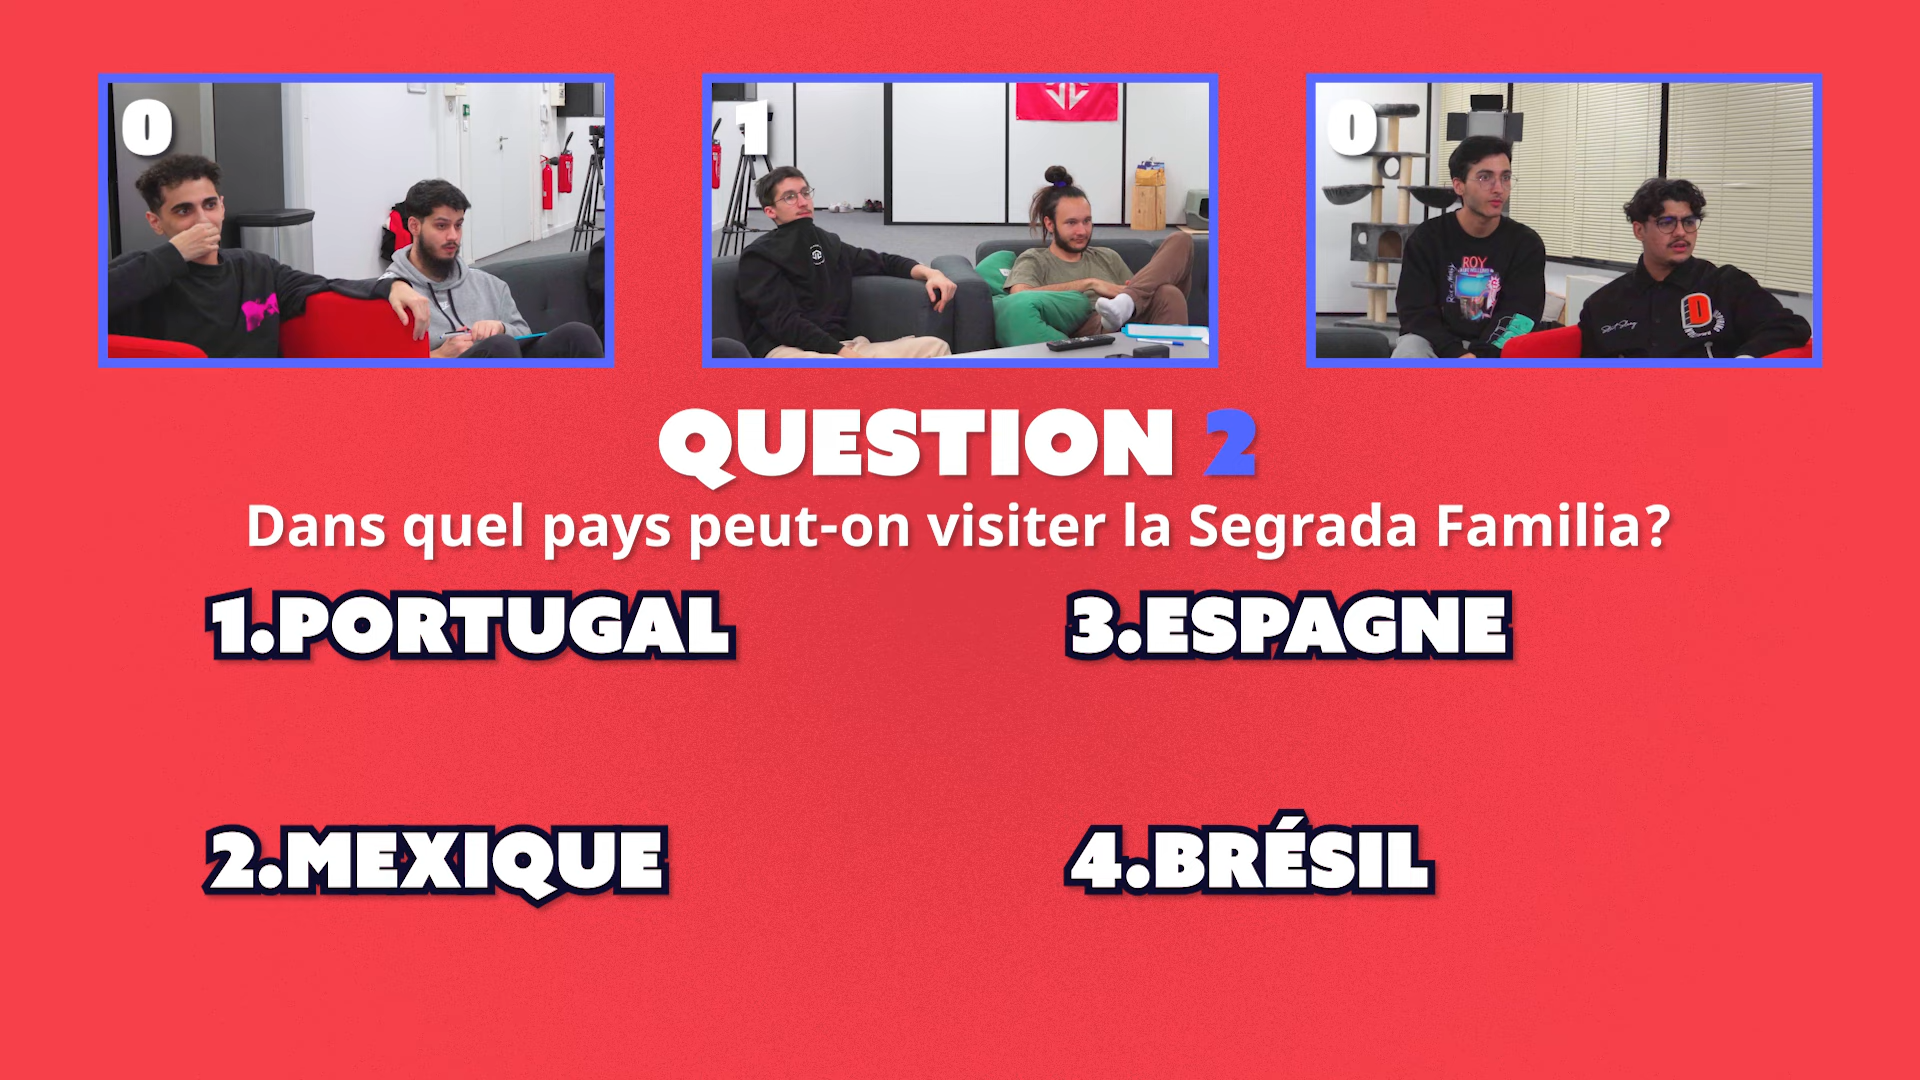 0
1
0
ROY
D
QUESTION 2
Dans quel pays peut-on visiter la Segrada Familia?
1.PORTUGAL
3.ESPAGNE
2.MEXIQUE
4.BRÉSIL